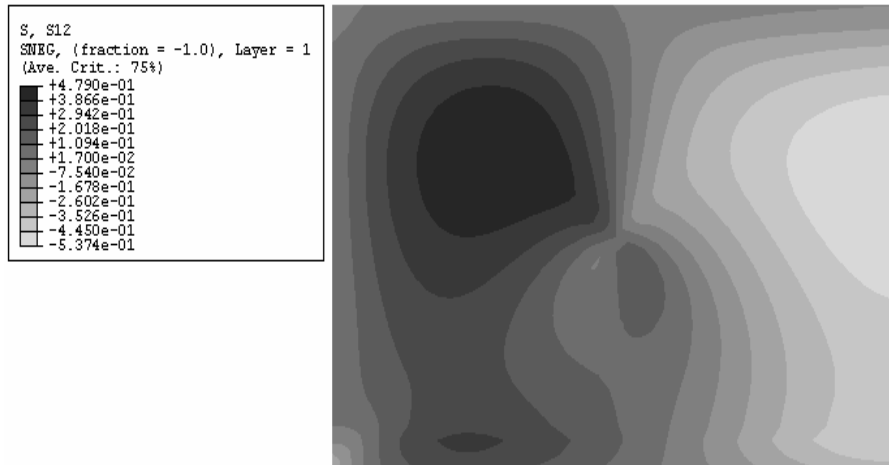 S, S12
SNEG, (fraction = -1.0), Layer = 1
(Ave. Crit.: 75%)
+4.790e-01
+3.866e-01
+2.942e-01
+2.018e-01
+1.094e-01
+1.700e-02
-7.540e-02
-1.678e-01
-2.602e-01
-3.526e-01
-4.450e-01
-5.374e-01